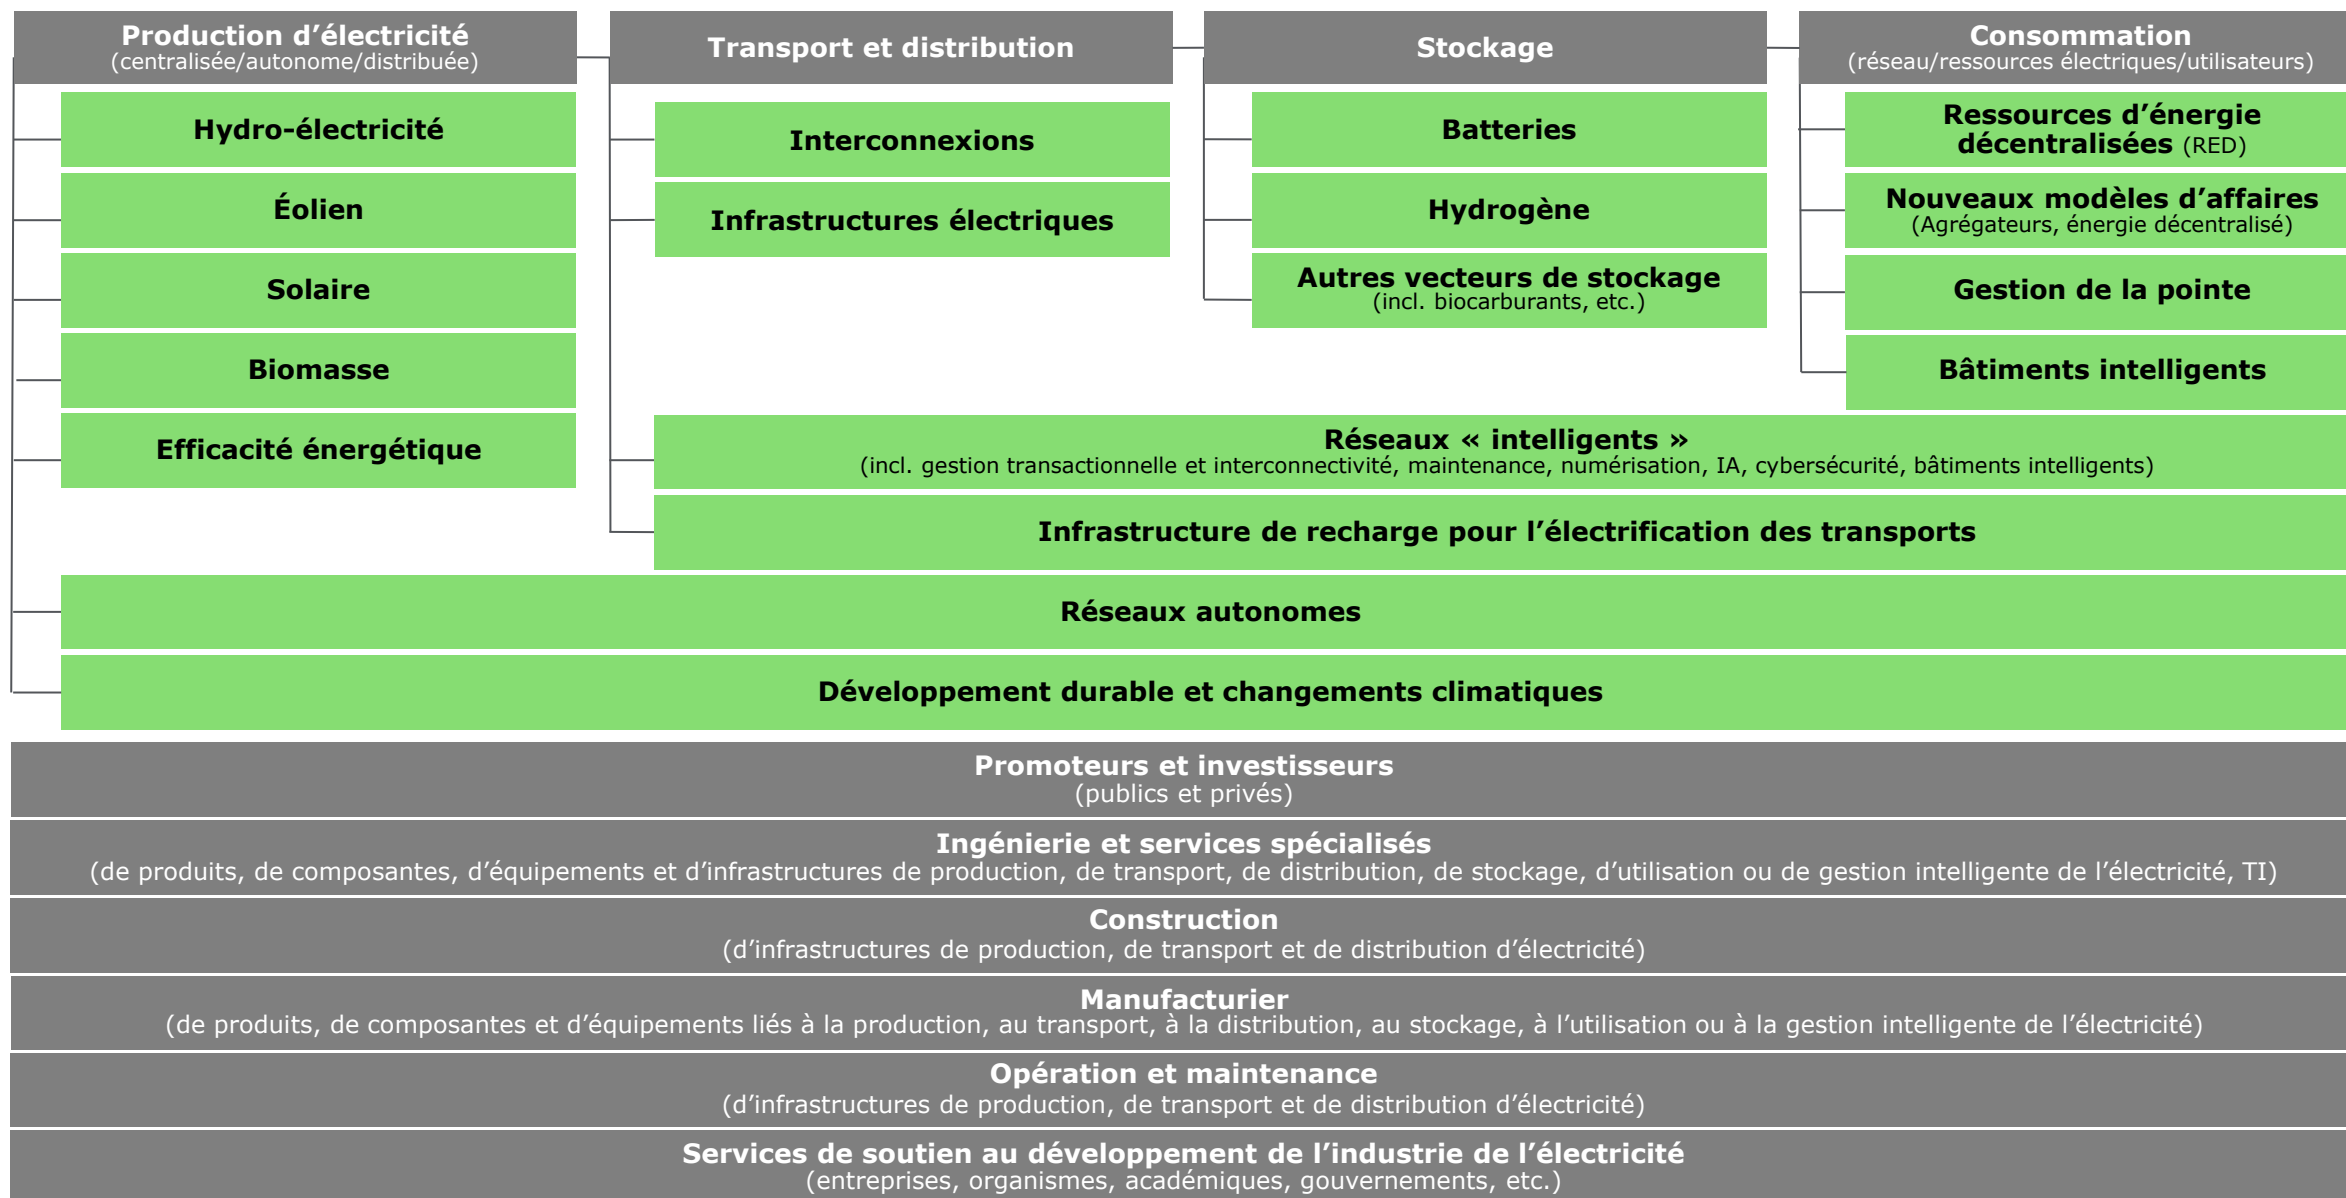 Production d’électricité
(centralisée/autonome/distribuée)
Transport et distribution
Stockage
Consommation
(réseau/ressources électriques/utilisateurs)
Hydro-électricité
Éolien
Solaire
Biomasse
Efficacité énergétique
Interconnexions
Infrastructures électriques
Batteries
Hydrogène
Autres vecteurs de stockage
(incl. biocarburants, etc.)
Ressources d’énergie
décentralisées (RED)
Nouveaux modèles d’affaires
(Agrégateurs, énergie décentralisé)
Gestion de la pointe
Bâtiments intelligents
Réseaux « intelligents »
(incl. gestion transactionnelle et interconnectivité, maintenance, numérisation, IA, cybersécurité, bâtiments intelligents)
Infrastructure de recharge pour l’électrification des transports
Réseaux autonomes
Développement durable et changements climatiques
Promoteurs et investisseurs
(publics et privés)
Ingénierie et services spécialisés
(de produits, de composantes, d’équipements et d’infrastructures de production, de transport, de distribution, de stockage, d’utilisation ou de gestion intelligente de l’électricité, TI)
Construction
(d’infrastructures de production, de transport et de distribution d’électricité)
Manufacturier
(de produits, de composantes et d’équipements liés à la production, au transport, à la distribution, au stockage, à l’utilisation ou à la gestion intelligente de l’électricité)
Opération et maintenance
(d’infrastructures de production, de transport et de distribution d’électricité)
Services de soutien au développement de l’industrie de l’électricité
(entreprises, organismes, académiques, gouvernements, etc.)